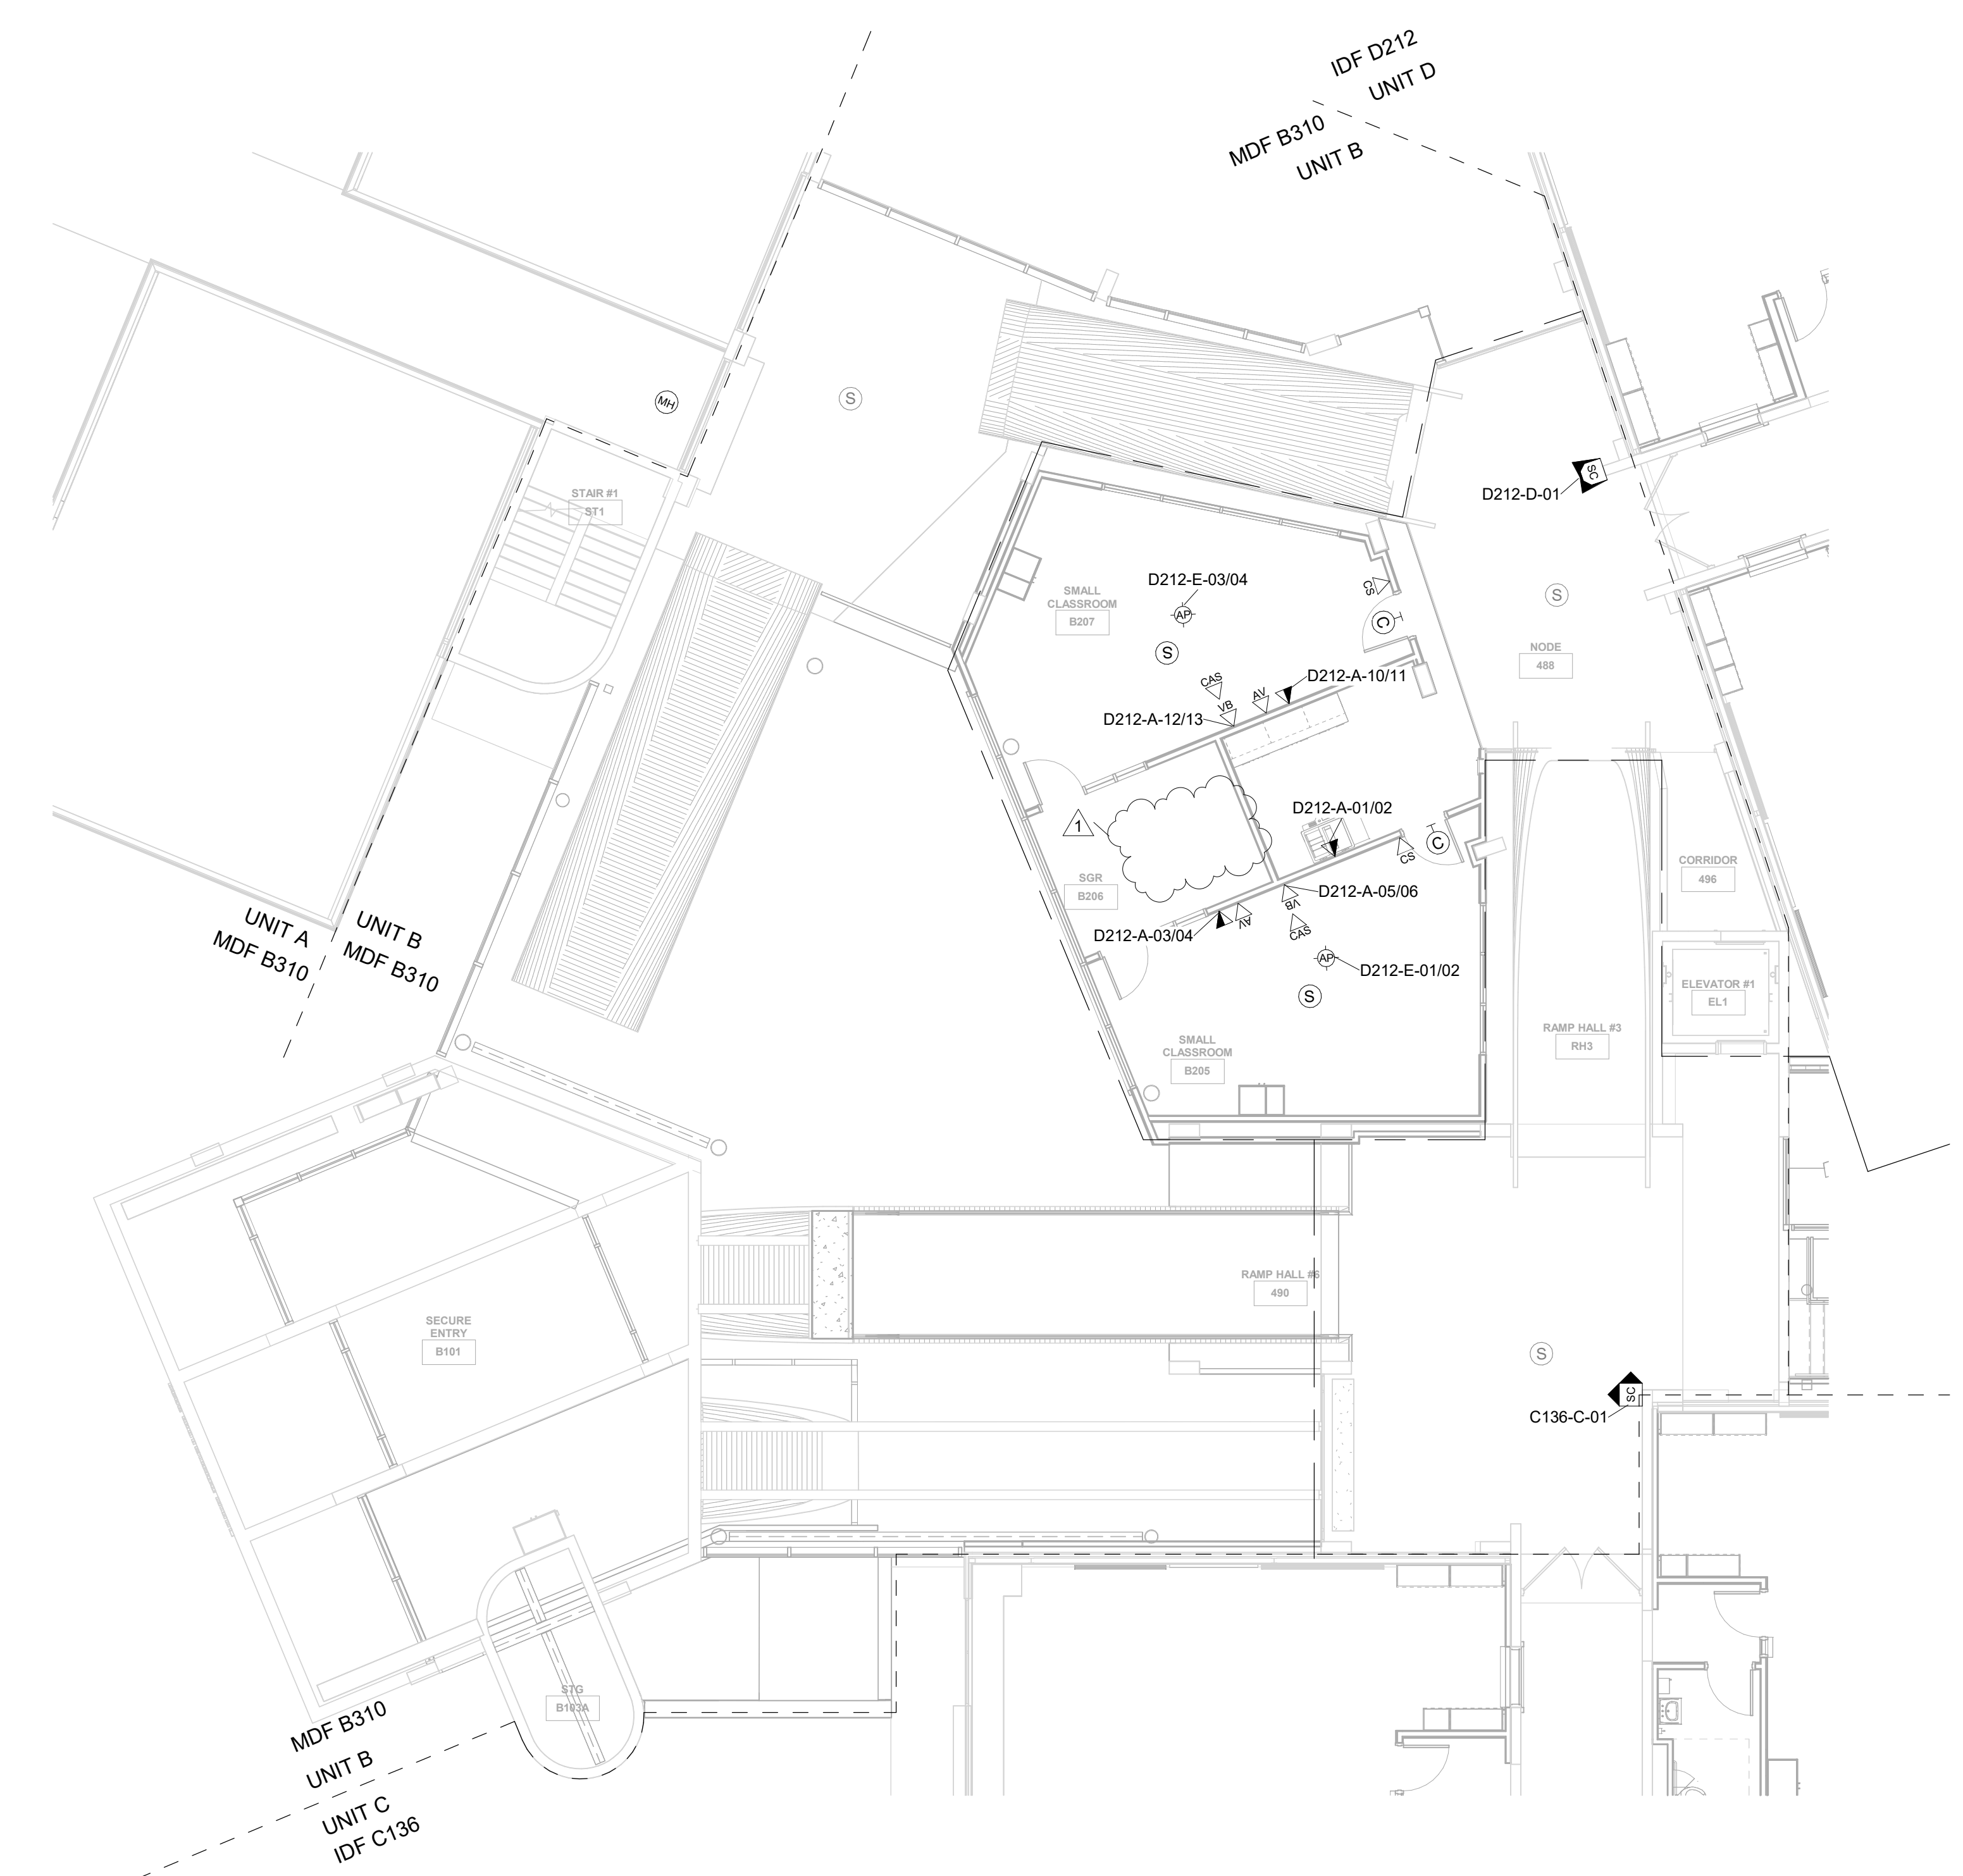 IDF D212
UNIT D
MDF B310
UNIT B
MH
S
STAIR #1
ST1
SC
D212-D-01
SMALL
CLASSROOM
B207
D212-E-03/04
AP
S
CS
C
S
NODE
488
CAS
VB
AV
D212-A-10/11
D212-A-12/13
1
D212-A-01/02
C
CS
CORRIDOR
496
SGR
B206
D212-A-05/06
VB
AV
CAS
D212-A-03/04
AP
D212-E-01/02
S
UNIT A
MDF B310
UNIT B
MDF B310
ELEVATOR #1
EL1
RAMP HALL #3
RH3
SMALL
CLASSROOM
B205
RAMP HALL #6
490
SECURE
ENTRY
B101
S
SC
C136-C-01
STG
B103A
MDF B310
UNIT B
UNIT C
IDF C136